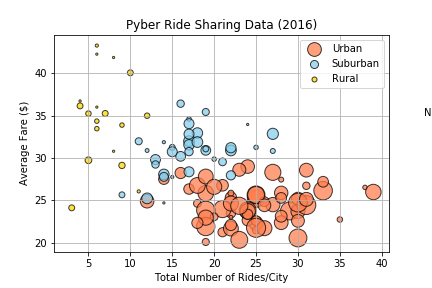 Pyber Ride Sharing Data (2016)
Urban
Suburban
Rural
N
Average Fare ($)
40
35
30
25
20
5
10
15
20
25
30
35
40
Total Number of Rides/City